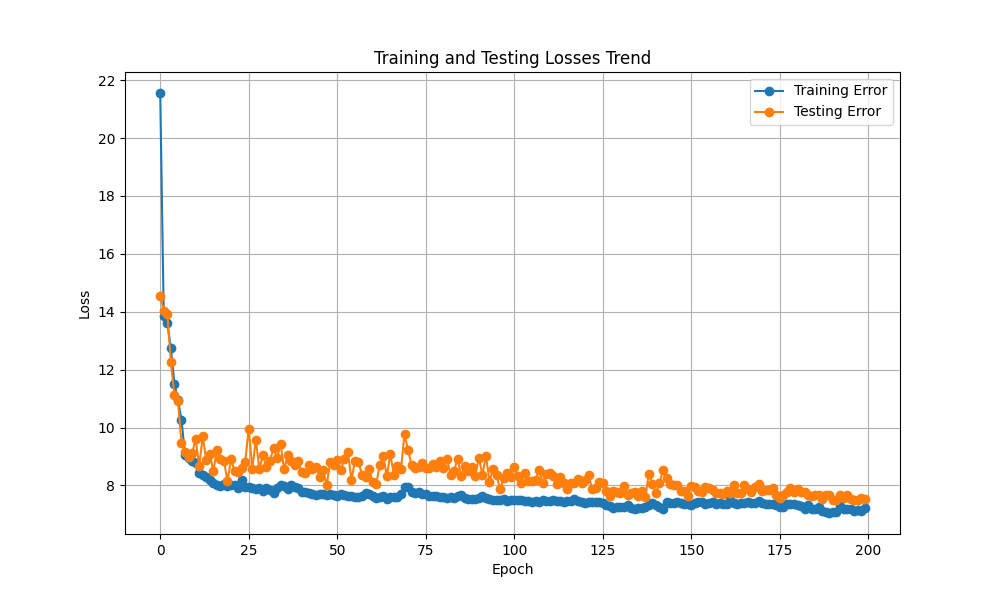 Training and Testing Losses Trend
Training Error
Testing Error
22
20
18
16
14
12
10
8
Loss
0 25 50 75 100 125 150 175 200
Epoch